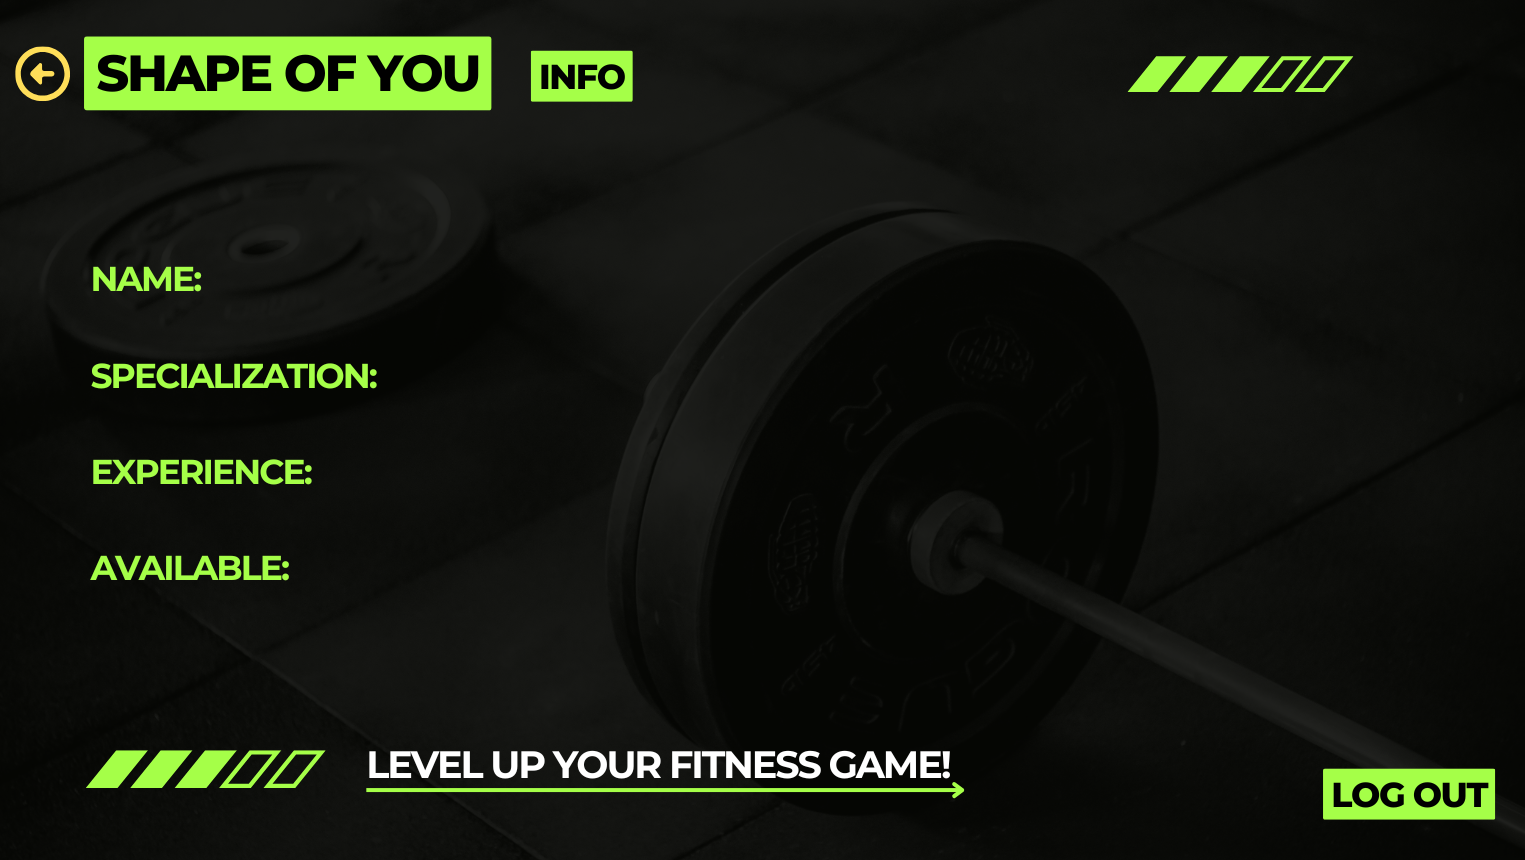 SHAPE OF YOU
INFO
NAME:
SPECIALIZATION:
EXPERIENCE:
AVAILABLE:
LEVEL UP YOUR FITNESS GAME!
LOG OUT